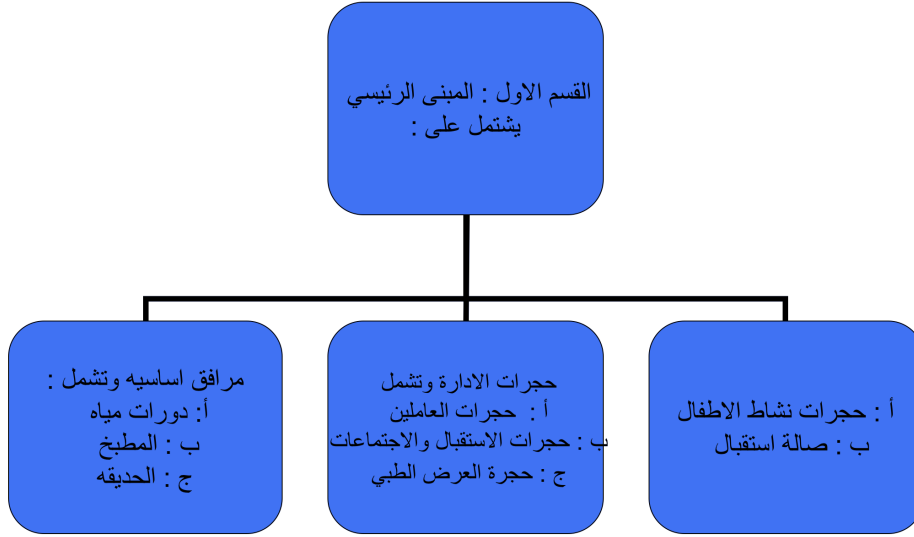 القسم الاول : المبنى الرئيسي
يشتمل على :
أ : حجرات نشاط الاطفال
ب : صالة استقبال
حجرات الادارة وتشمل
أ : حجرات العاملين
ب : حجرات الاستقبال والاجتماعات
ج : حجرة العرض الطبي
مرافق اساسيه وتشمل :
أ: دورات مياه
ب : المطبخ
ج : الحديقه